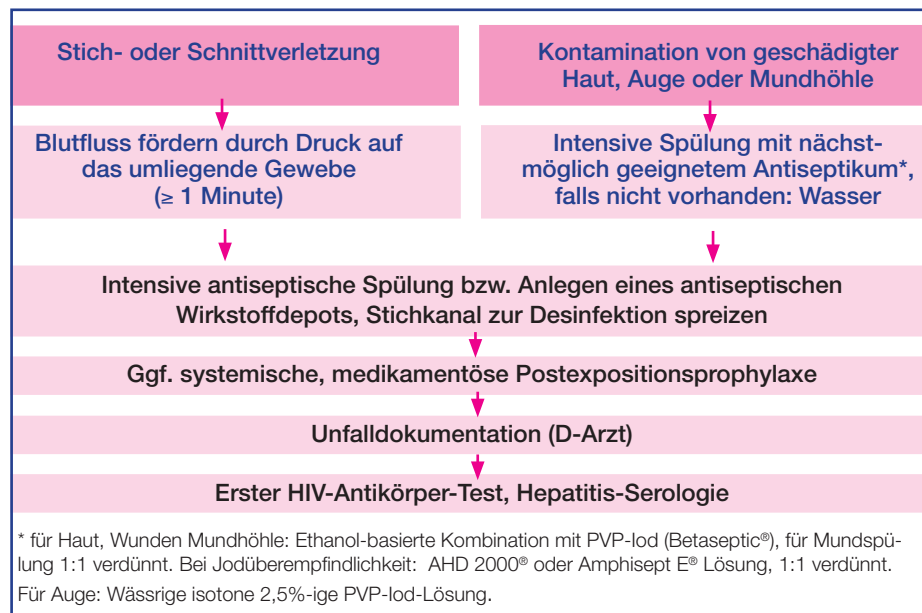 Stich- oder Schnittverletzung
Kontamination von geschädigter
Haut, Auge oder Mundhöhle
Blutfluss fördern durch Druck auf
das umliegende Gewebe
(≥ 1 Minute)
Intensive Spülung mit nächst-
möglich geeignetem Antiseptikum*,
falls nicht vorhanden: Wasser
Intensive antiseptische Spülung bzw. Anlegen eines antiseptischen
Wirkstoffdepots, Stichkanal zur Desinfektion spreizen
Ggf. systemische, medikamentöse Postexpositionsprophylaxe
Unfalldokumentation (D-Arzt)
Erster HIV-Antikörper-Test, Hepatitis-Serologie
* für Haut, Wunden Mundhöhle: Ethanol-basierte Kombination mit PVP-Iod (Betaseptic®), für Mundspü-
lung 1:1 verdünnt. Bei Jodüberempfindlichkeit: AHD 2000® oder Amphisept E® Lösung, 1:1 verdünnt.
Für Auge: Wässrige isotone 2,5%-ige PVP-Iod-Lösung.